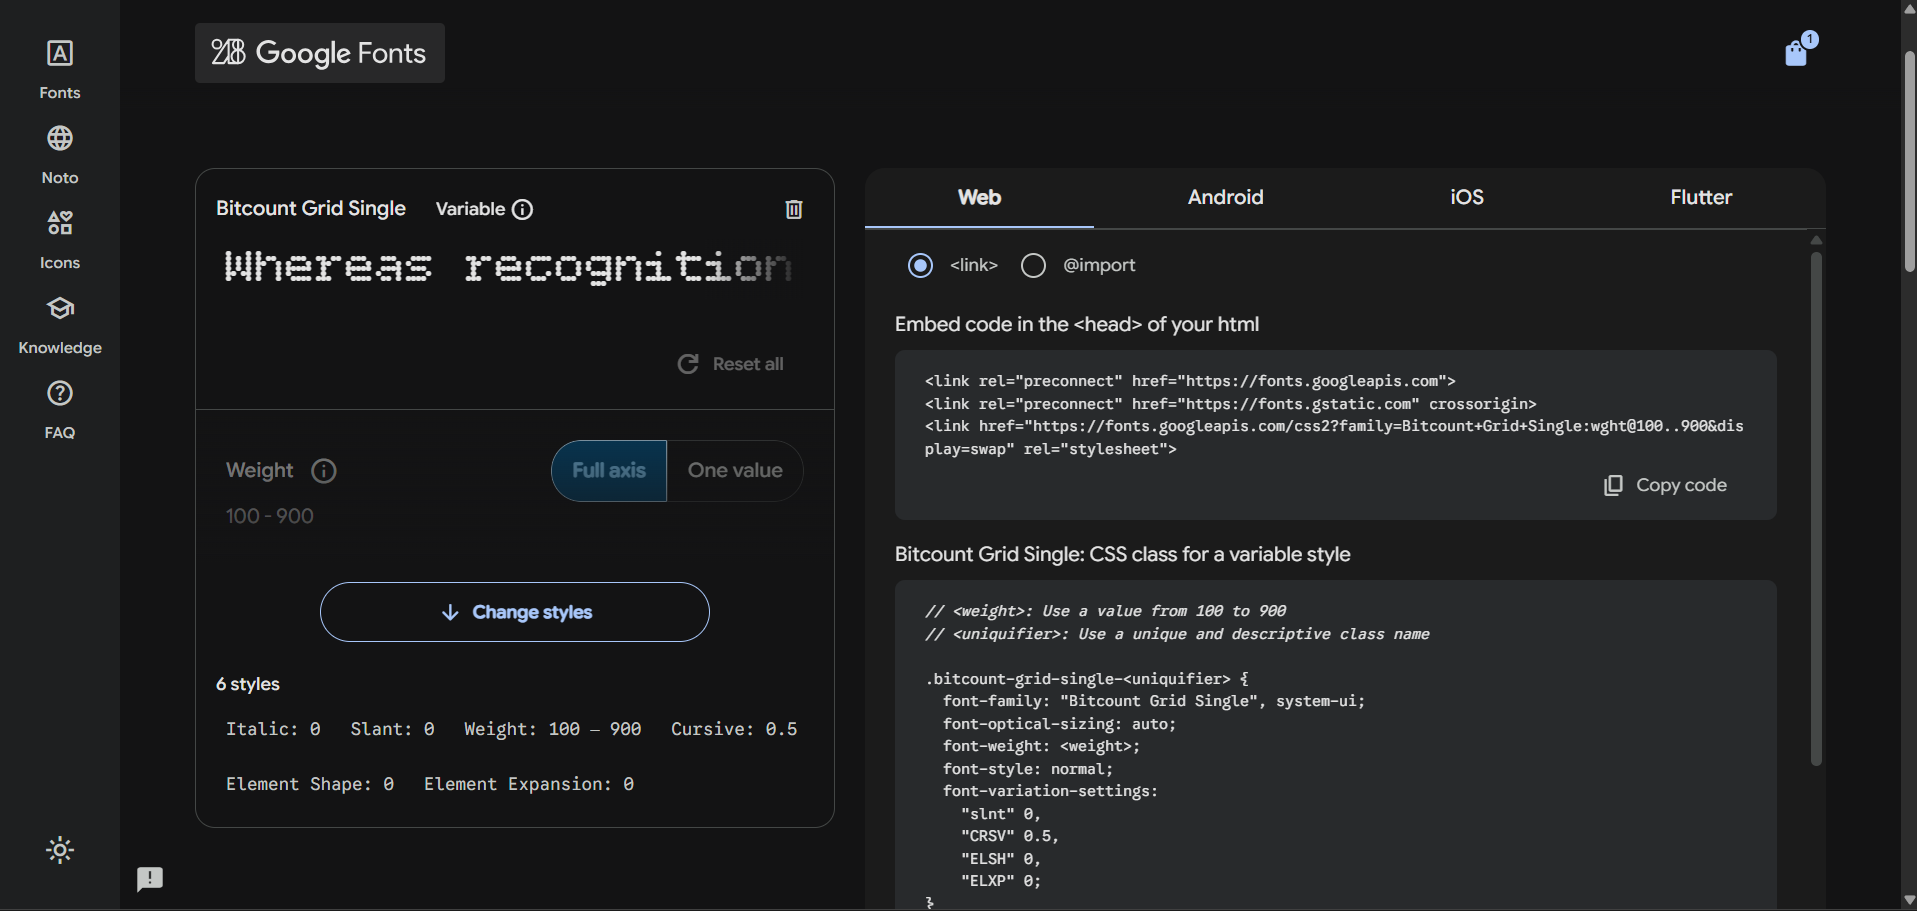 Fonts
Noto
Icons
Knowledge
FAQ
Google Fonts
1
Bitcount Grid Single Variable
Whereas recognition
Reset all
Weight
Full axis One value
100 - 900
Change styles
6 styles
Italic: 0 Slant: 0 Weight: 100 — 900 Cursive: 0.5
Element Shape: 0 Element Expansion: 0
Web Android iOS Flutter
<link> @import
Embed code in the <head> of your html
<link rel="preconnect" href="https://fonts.googleapis.com">
<link rel="preconnect" href="https://fonts.gstatic.com" crossorigin>
<link href="https://fonts.googleapis.com/css2?family=Bitcount+Grid+Single:wght@100..900&dis
play=swap" rel="stylesheet">
Copy code
Bitcount Grid Single: CSS class for a variable style
// <weight>: Use a value from 100 to 900
// <uniquifier>: Use a unique and descriptive class name
.bitcount-grid-single-<uniquifier> {
font-family: "Bitcount Grid Single", system-ui;
font-optical-sizing: auto;
font-weight: <weight>;
font-style: normal;
font-variation-settings:
"slnt" 0,
"CRSV" 0.5,
"ELSH" 0,
"ELXP" 0;
}